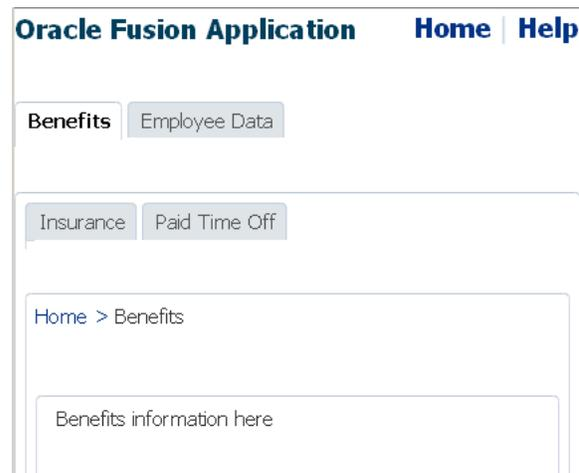 Oracle Fusion Application Home | Help
Benefits Employee Data
Insurance Paid Time Off
Home > Benefits
Benefits information here